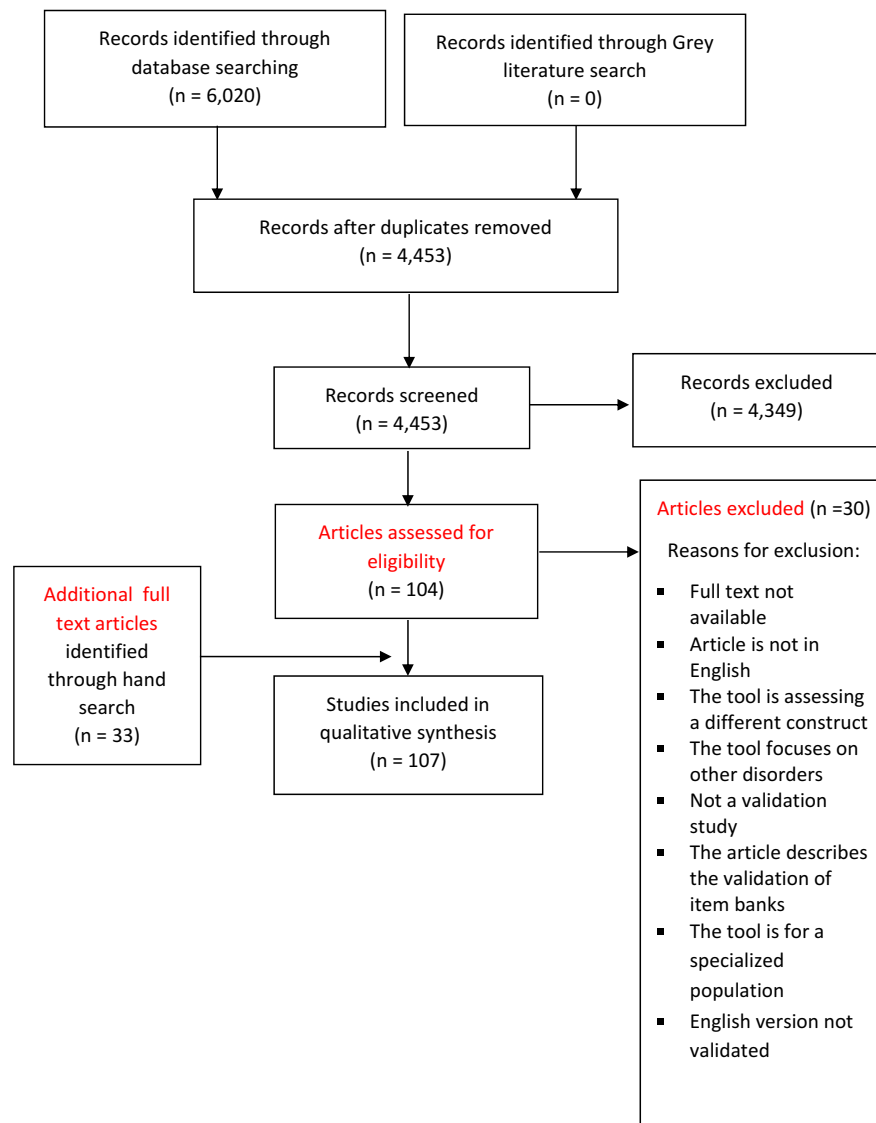 Records identified through
database searching
(n = 6,020)
Records identified through Grey
literature search
(n = 0)
Records after duplicates removed
(n = 4,453)
Records screened
(n = 4,453)
Records excluded
(n = 4,349)
Articles assessed for
eligibility
(n = 104)
Articles excluded (n =30)
Reasons for exclusion:
▪ Full text not
available
▪ Article is not in
English
▪ The tool is assessing
a different construct
▪ The tool focuses on
other disorders
▪ Not a validation
study
▪ The article describes
the validation of
item banks
▪ The tool is for a
specialized
population
▪ English version not
validated
Additional  full
text articles
identified
through hand
search
(n = 33)
Studies included in
qualitative synthesis
(n = 107)